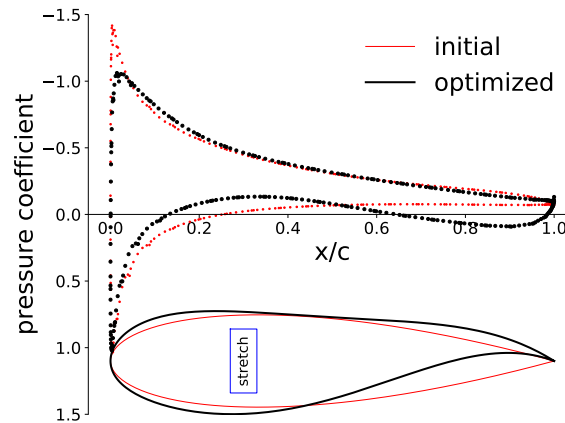 −1.5
initial
−1.0
optimized
−0.5
pressure coefficient
0.0
0.0 0.2 0.4 0.6 0.8 1.0
x/c
0.5
1.0
stretch
1.5